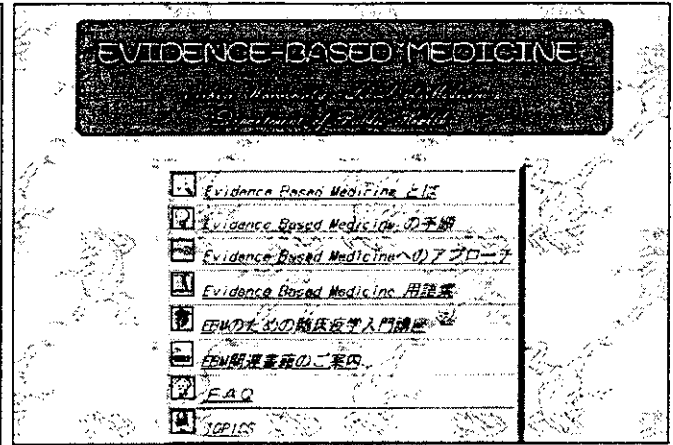 EVIDENCE-BASED MEDICINE
School of Medicine
Department of Public Health
Evidence Based Medicine とは
Evidence Based Medicine の手順
Evidence Based Medicineへのアプローチ
Evidence Based Medicine 用語集
EBMのための臨床疫学入門講座
EBM関連書籍のご案内
FAQ
TOPICS